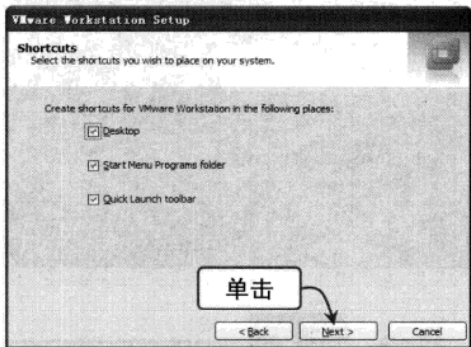 VMware Workstation Setup
Shortcuts
Select the shortcuts you wish to place on your system.
Create shortcuts for VMware Workstation in the following places:
Desktop
Start Menu Programs folder
Quick Launch toolbar
单击
< Back
Next >
Cancel